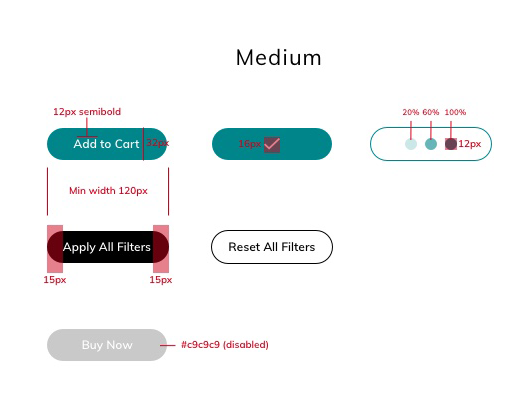 Medium
12px semibold
20% 60% 100%
Add to Cart
32px
16px
12px
Min width 120px
Apply All Filters
Reset All Filters
15px
15px
Buy Now
#c9c9c9 (disabled)